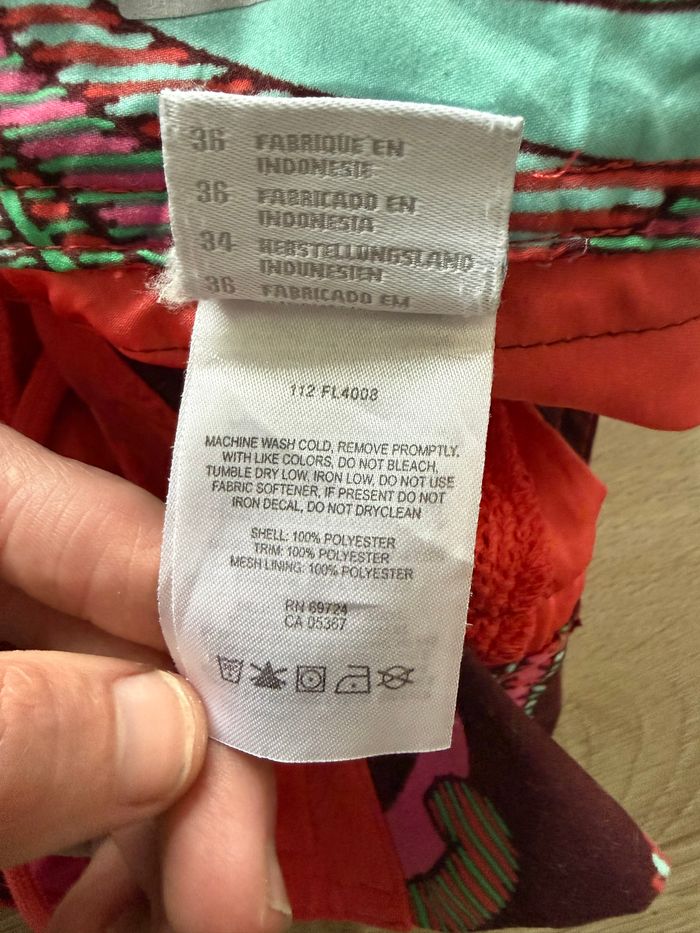 36 FABRIQUE EN
INDONESIE
36 FABRICADO EN
INDONESIA
34 HERSTELLUNGSLAND
INDONESIEN
36 FABRICADO EM
112 FL4008
MACHINE WASH COLD, REMOVE PROMPTLY,
WITH LIKE COLORS, DO NOT BLEACH,
TUMBLE DRY LOW, IRON LOW, DO NOT USE
FABRIC SOFTENER, IF PRESENT DO NOT
IRON DECAL, DO NOT DRYCLEAN
SHELL: 100% POLYESTER
TRIM: 100% POLYESTER
MESH LINING: 100% POLYESTER
RN 69724
CA 05367